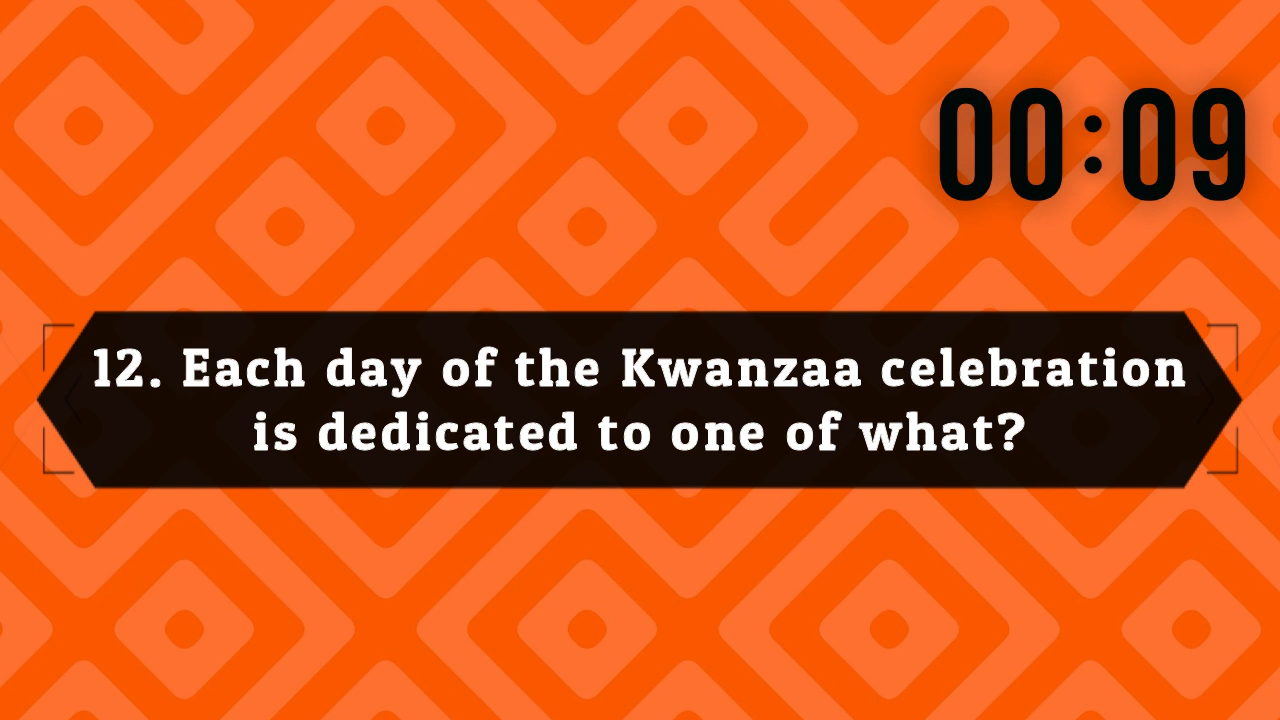 00:09
12. Each day of the Kwanzaa celebration
is dedicated to one of what?